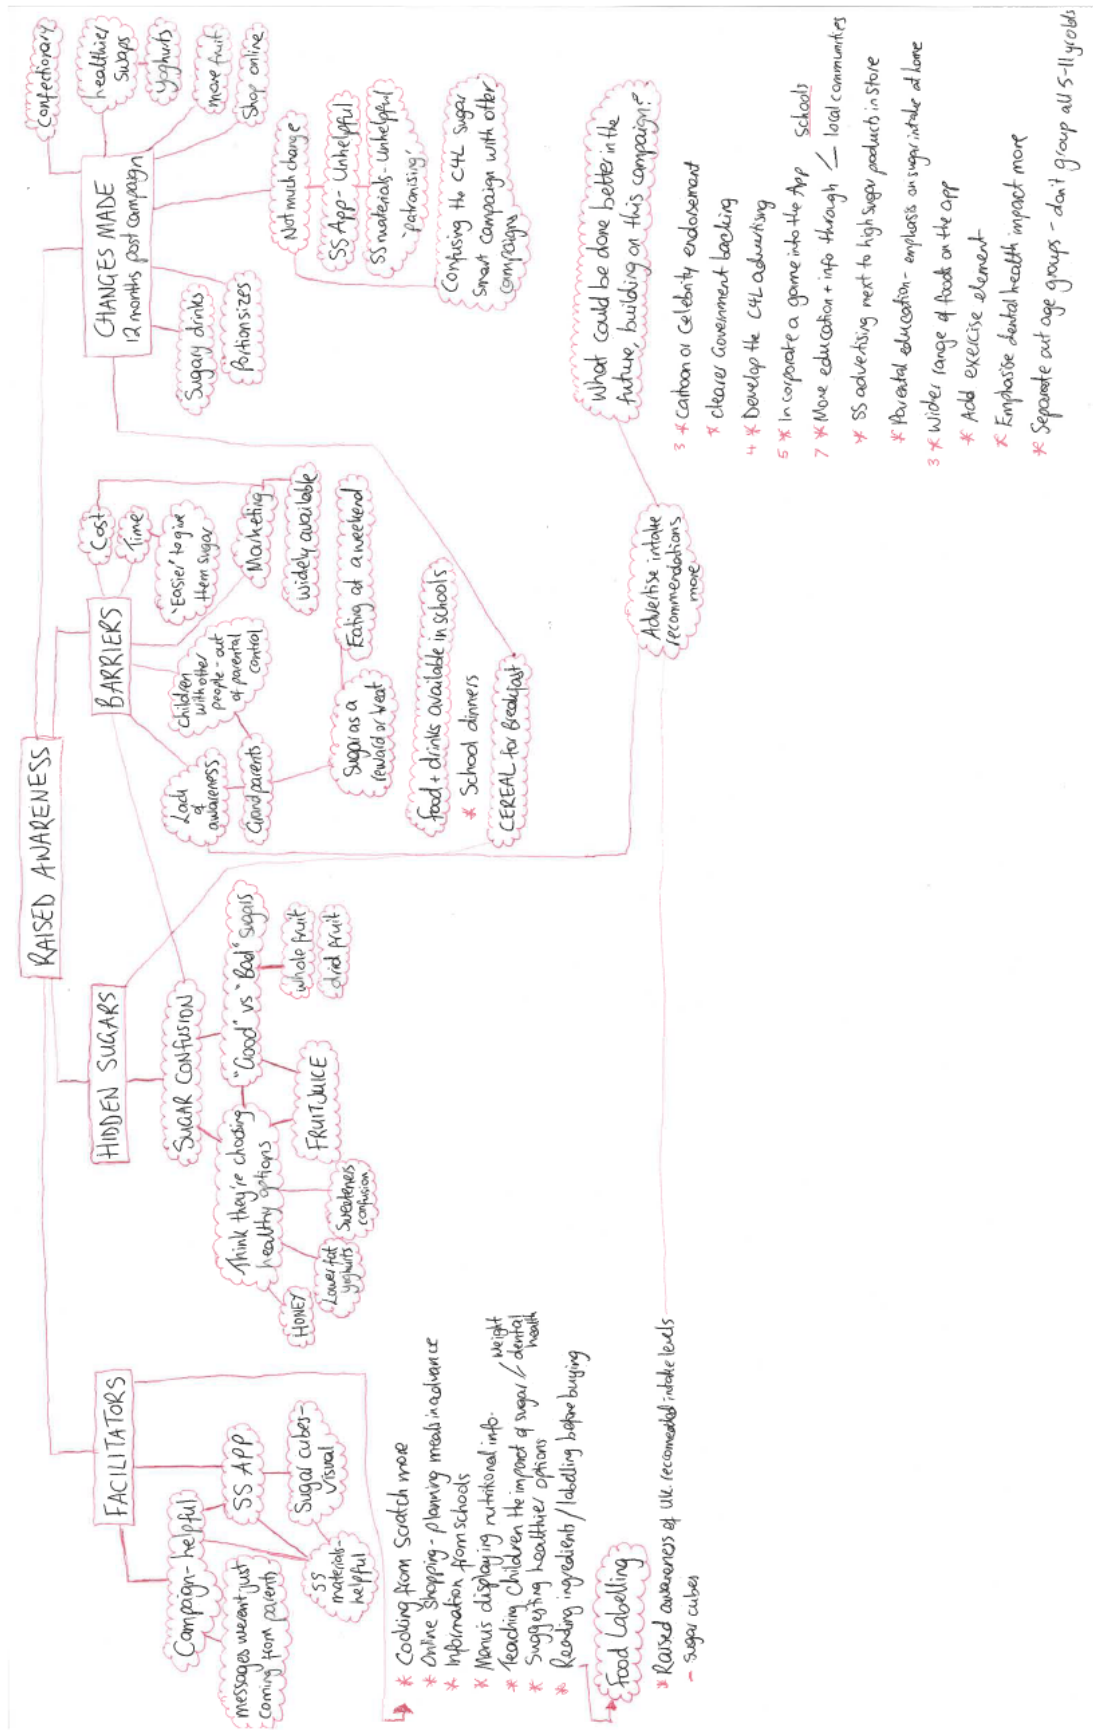 RAISED AWARENESS
FACILITATORS
Campaign - helpful
messages weren't just
coming from parents
SS APP
Sugar cubes -
visual
SS
materials -
helpful
* Cooking from Scratch more
* Online Shopping - planning meals in advance
* Information from schools
* Menus displaying nutritional info.
* Teaching Children the impact of sugar / weight
dental
health
* Suggesting healthier options
* Reading ingredients / labelling before buying
Food Labelling
* Raised awareness of UK recommended intake levels
- sugar cubes
HIDDEN SUGARS
SUGAR CONFUSION
Think they're choosing
healthy options
"Good" vs "Bad" sugars
whole fruit
dried fruit
FRUIT JUICE
Sweeteners
confusion
Lower fat
yoghurts
HONEY
BARRIERS
Cost
Time
'Easier' to give
them sugar
Marketing
widely available
Children
with other
people - out
of parental
control
Lack
of
awareness
Grandparents
Sugar as a
reward or treat
Eating at a weekend
food + drinks available in schools
* School dinners
CEREAL for Breakfast
Advertise intake
recommendations
more
CHANGES MADE
12 months post campaign
Confectionary
healthier
swaps
yoghurts
more fruit
Shop online
Sugary drinks
Portion sizes
Not much change
SS App - Unhelpful
SS materials - Unhelpful
'patronising'
Confusing the C4L Sugar
Smart campaign with other
campaigns
What could be done better in the
future, building on this campaign?
3 * Cartoon or Celebrity endorsement
* clearer Government backing
4 * Develop the C4L advertising
5 * Incorporate a game into the App
7 * More education + info through < Schools
local communities
* SS advertising next to high sugar products in store
* Parental education - emphasis on sugar intake at home
3 * Wider range of foods on the app
* Add exercise element
* Emphasise dental health impact more
* Separate out age groups - don't group all 5-11 yr olds